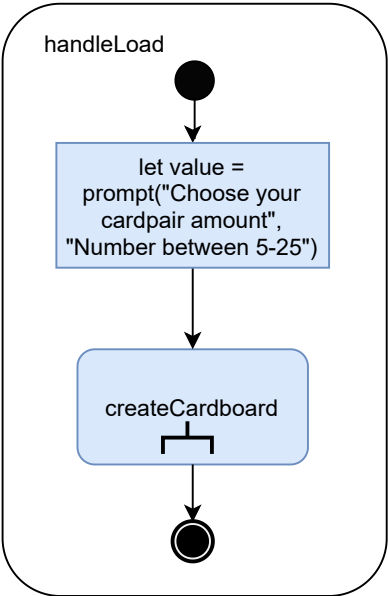 handleLoad
let value =
prompt("Choose your
cardpair amount",
"Number between 5-25")
createCardboard